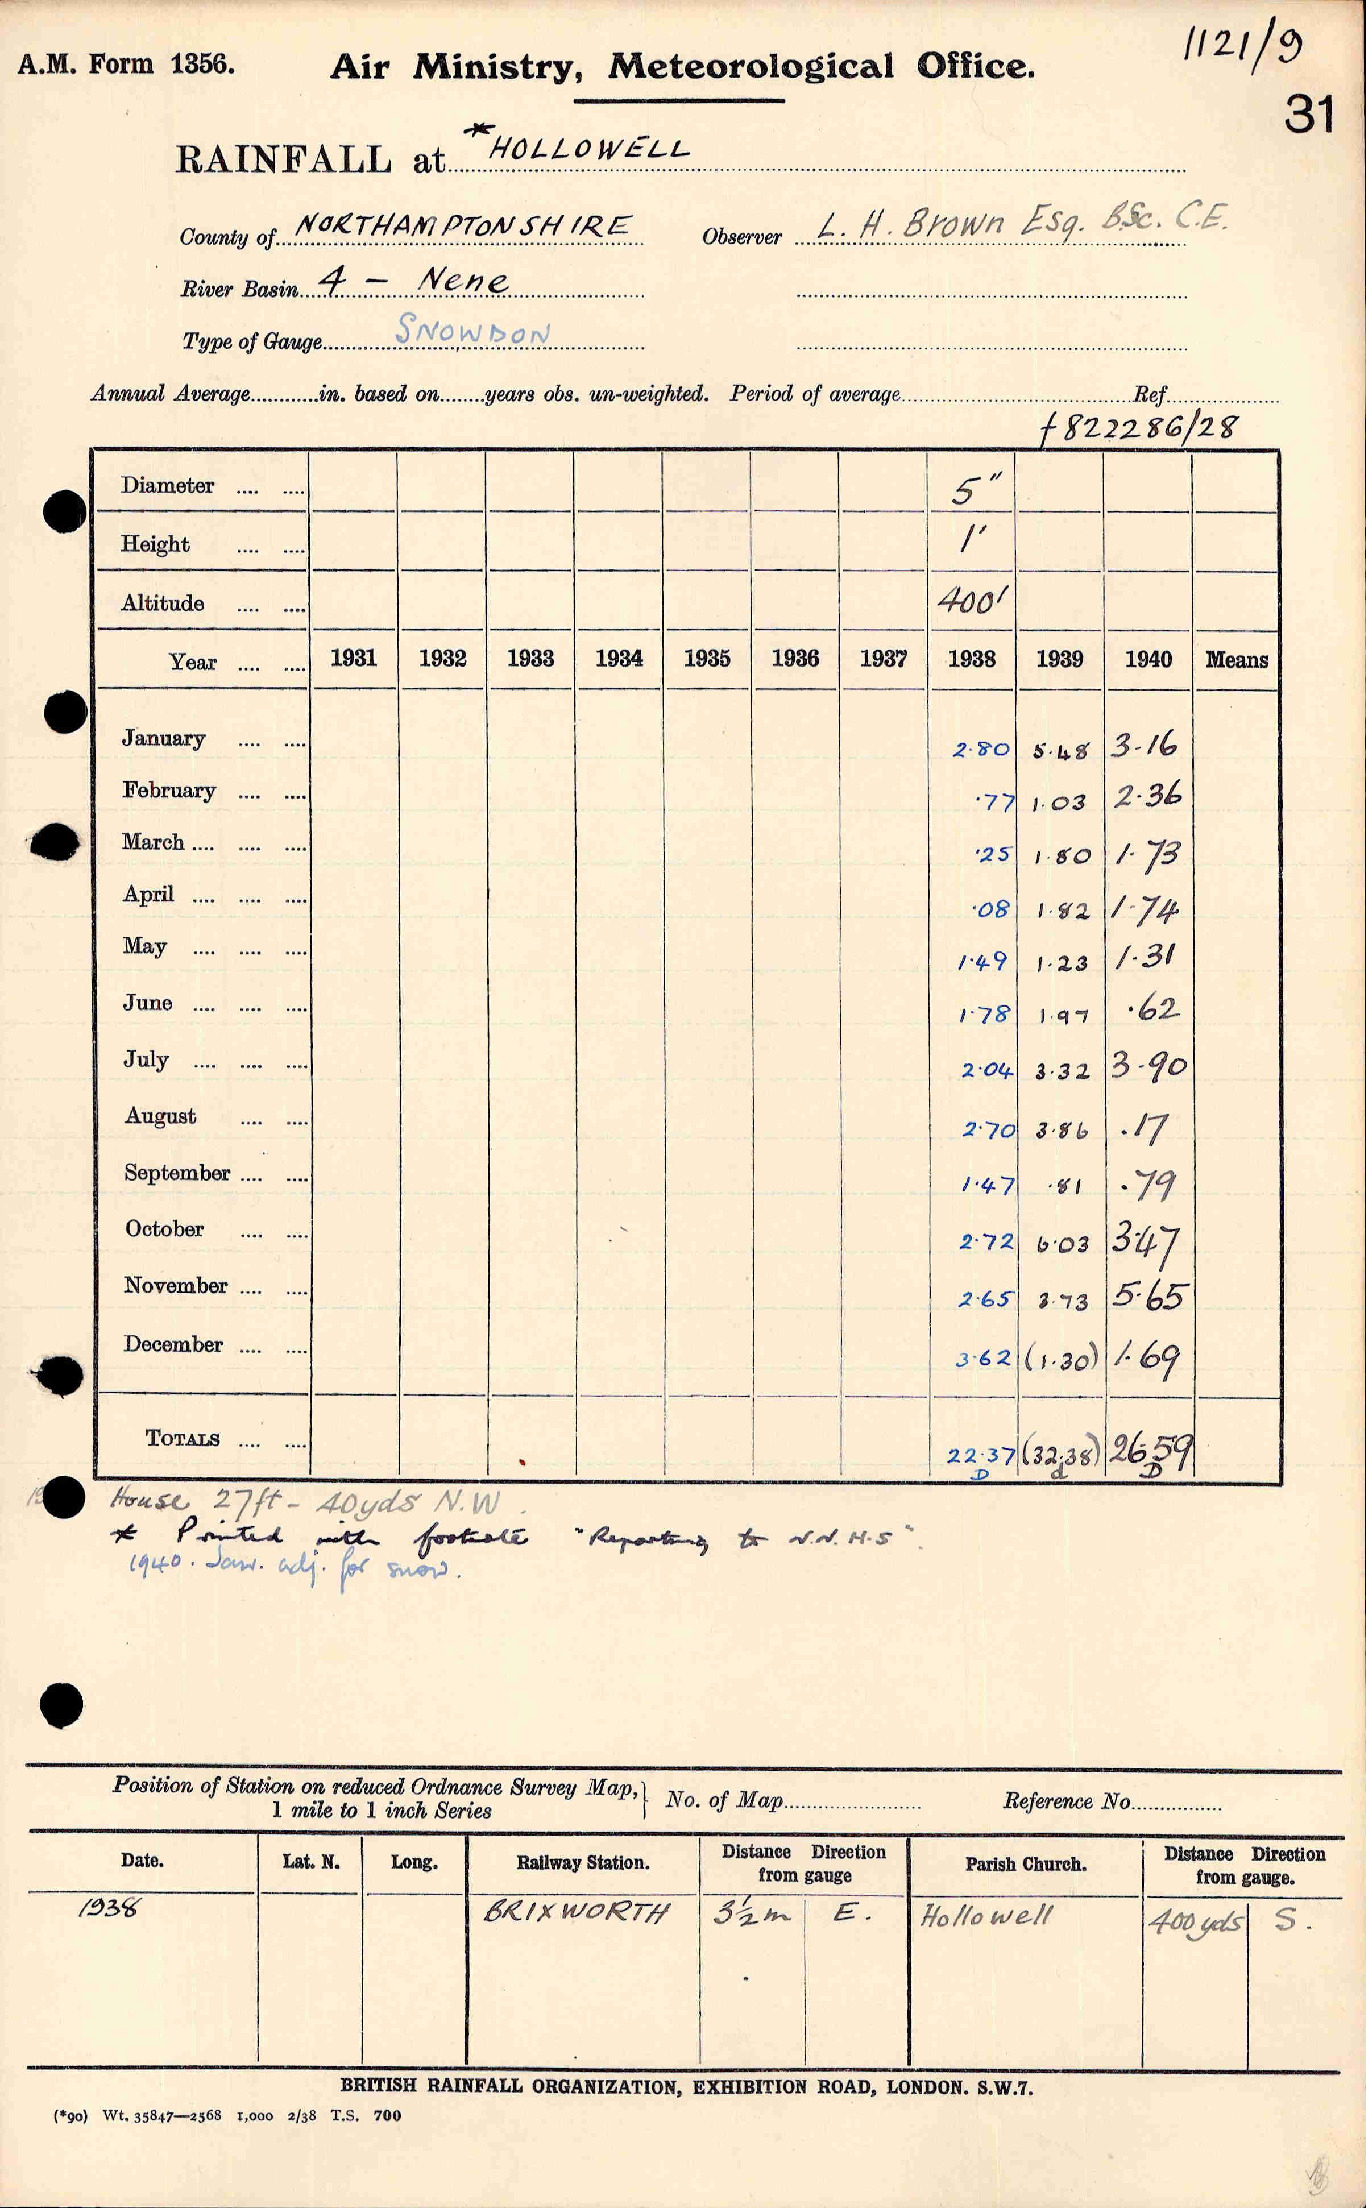 1121/9
A.M. Form 1356. Air Ministry, Meteorological Office.
31
RAINFALL at *HOLLOWELL
County of NORTHAMPTONSHIRE Observer L. H. Brown Esq. BSc. C.E.
River Basin 4 - Nene
Type of Gauge SNOWDON
Annual Average............in. based on........years obs. un-weighted. Period of average........................................Ref....................
+822286/28
Diameter .... .... 5"
Height .... .... 1'
Altitude .... .... 400'
Year .... .... 1931 1932 1933 1934 1935 1936 1937 1938 1939 1940 Means
January .... .... 2.80 5.48 3.16
February .... .... .77 1.03 2.36
March .... .... .... .25 1.80 1.73
April .... .... .... .08 1.82 1.74
May .... .... .... 1.49 1.23 1.31
June .... .... .... 1.78 1.97 .62
July .... .... .... 2.04 3.32 3.90
August .... .... 2.70 3.86 .17
September .... .... 1.47 .81 .79
October .... .... 2.72 6.03 3.47
November .... .... 2.65 3.73 5.65
December .... .... 3.62 (1.30) 1.69
TOTALS .... .... 22.37 (32.38) 26.59
D d D
House 27ft - 40yds N.W.
* Printed with footnote "Reporting to N.N.H.S".
1940. Jan. adj. for snow.
Position of Station on reduced Ordnance Survey Map,
1 mile to 1 inch Series
No. of Map........................ Reference No................
Date. Lat. N. Long. Railway Station. Distance Direction from gauge Parish Church. Distance Direction from gauge.
1938 BRIXWORTH 3½m E. Hollowell 400yds S.
BRITISH RAINFALL ORGANIZATION, EXHIBITION ROAD, LONDON. S.W.7.
(*90) Wt. 35847—2568 1,000 2/38 T.S. 700